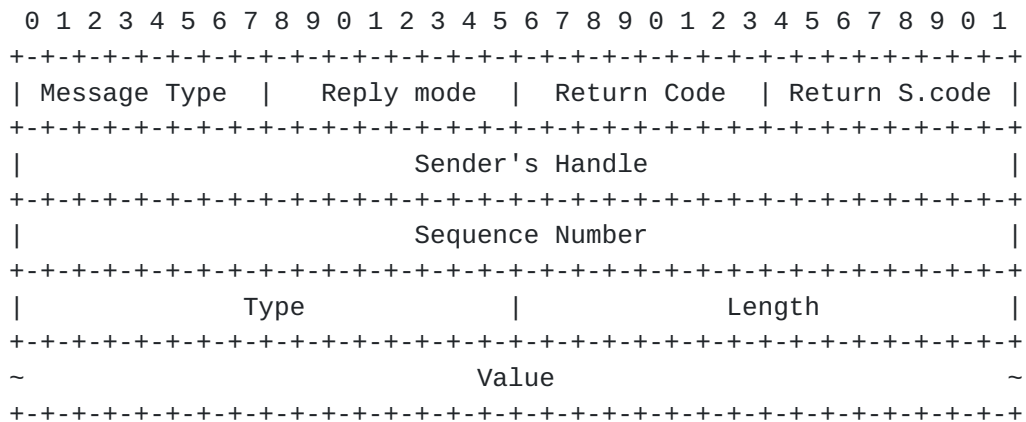 0 1 2 3 4 5 6 7 8 9 0 1 2 3 4 5 6 7 8 9 0 1 2 3 4 5 6 7 8 9 0 1
+-+-+-+-+-+-+-+-+-+-+-+-+-+-+-+-+-+-+-+-+-+-+-+-+-+-+-+-+-+-+-+-+
| Message Type  |   Reply mode  |  Return Code  | Return S.code |
+-+-+-+-+-+-+-+-+-+-+-+-+-+-+-+-+-+-+-+-+-+-+-+-+-+-+-+-+-+-+-+-+
|                         Sender's Handle                       |
+-+-+-+-+-+-+-+-+-+-+-+-+-+-+-+-+-+-+-+-+-+-+-+-+-+-+-+-+-+-+-+-+
|                         Sequence Number                       |
+-+-+-+-+-+-+-+-+-+-+-+-+-+-+-+-+-+-+-+-+-+-+-+-+-+-+-+-+-+-+-+-+
|              Type             |             Length            |
+-+-+-+-+-+-+-+-+-+-+-+-+-+-+-+-+-+-+-+-+-+-+-+-+-+-+-+-+-+-+-+-+
~                             Value                             ~
+-+-+-+-+-+-+-+-+-+-+-+-+-+-+-+-+-+-+-+-+-+-+-+-+-+-+-+-+-+-+-+-+